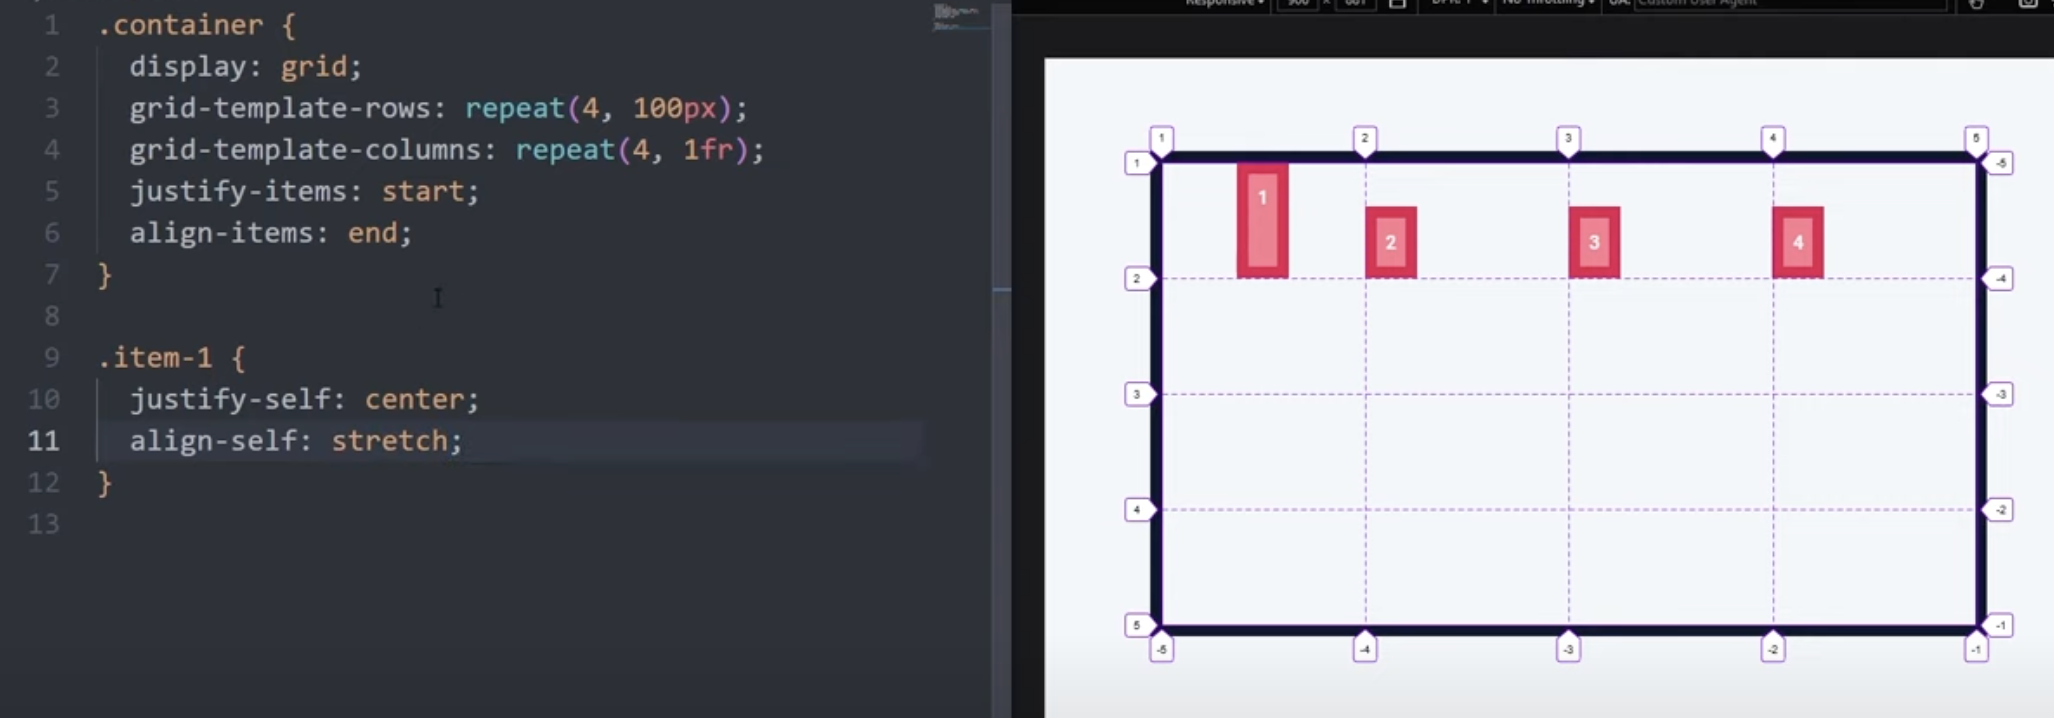 1 .container {
2 display: grid;
3 grid-template-rows: repeat(4, 100px);
4 grid-template-columns: repeat(4, 1fr);
5 justify-items: start;
6 align-items: end;
7 }
8
9 .item-1 {
10 justify-self: center;
11 align-self: stretch;
12 }
13
Responsive
No Throttling UA: Custom User Agent
1 2 3 4 5
1 -5
1
2 3 4
2 -4
3 -3
4 -2
5 -1
-5 -4 -3 -2 -1